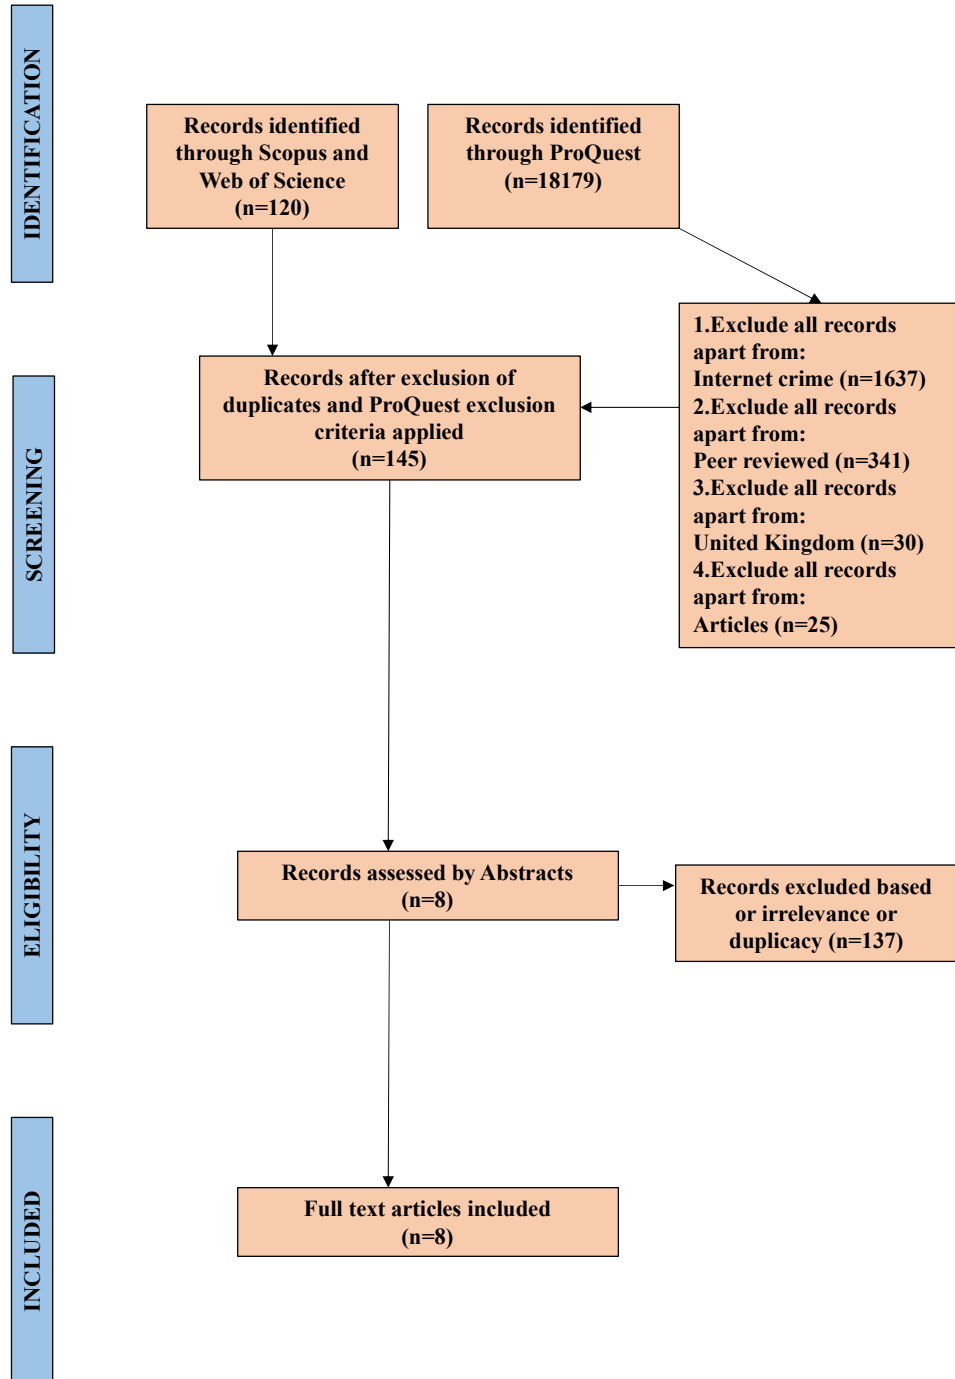 IDENTIFICATION
Records identified
through Scopus and
Web of Science
(n=120)
Records identified
through ProQuest
(n=18179)
1.Exclude all records
apart from:
Internet crime (n=1637)
2.Exclude all records
apart from:
Peer reviewed (n=341)
3.Exclude all records
apart from:
United Kingdom (n=30)
4.Exclude all records
apart from:
Articles (n=25)
SCREENING
Records after exclusion of
duplicates and ProQuest exclusion
criteria applied
(n=145)
ELIGIBILITY
Records assessed by Abstracts
(n=8)
Records excluded based
or irrelevance or
duplicacy (n=137)
INCLUDED
Full text articles included
(n=8)